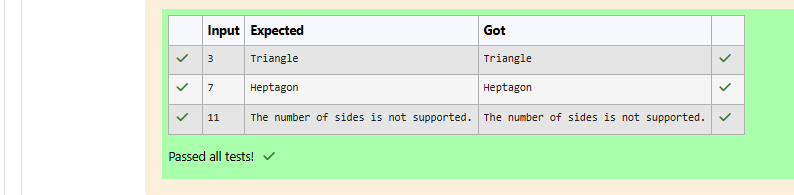 Input Expected Got
3 Triangle Triangle
7 Heptagon Heptagon
11 The number of sides is not supported. The number of sides is not supported.
Passed all tests!